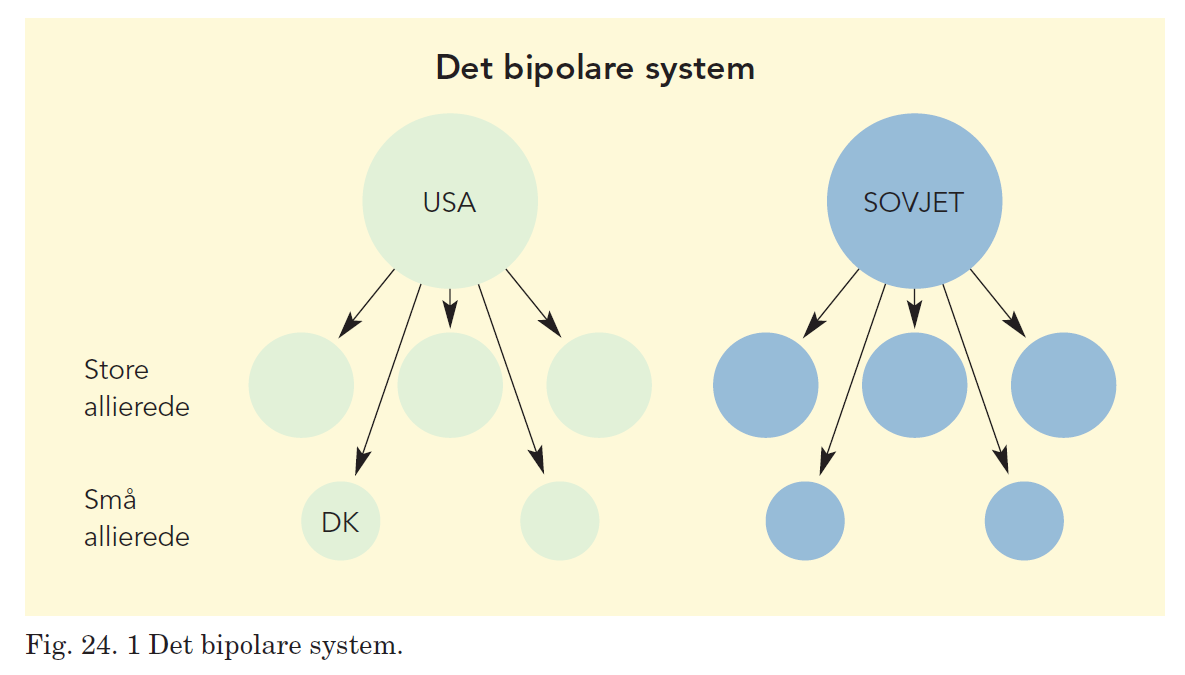 Det bipolare system
USA
SOVJET
Store
allierede
Små
allierede
DK
Fig. 24. 1 Det bipolare system.